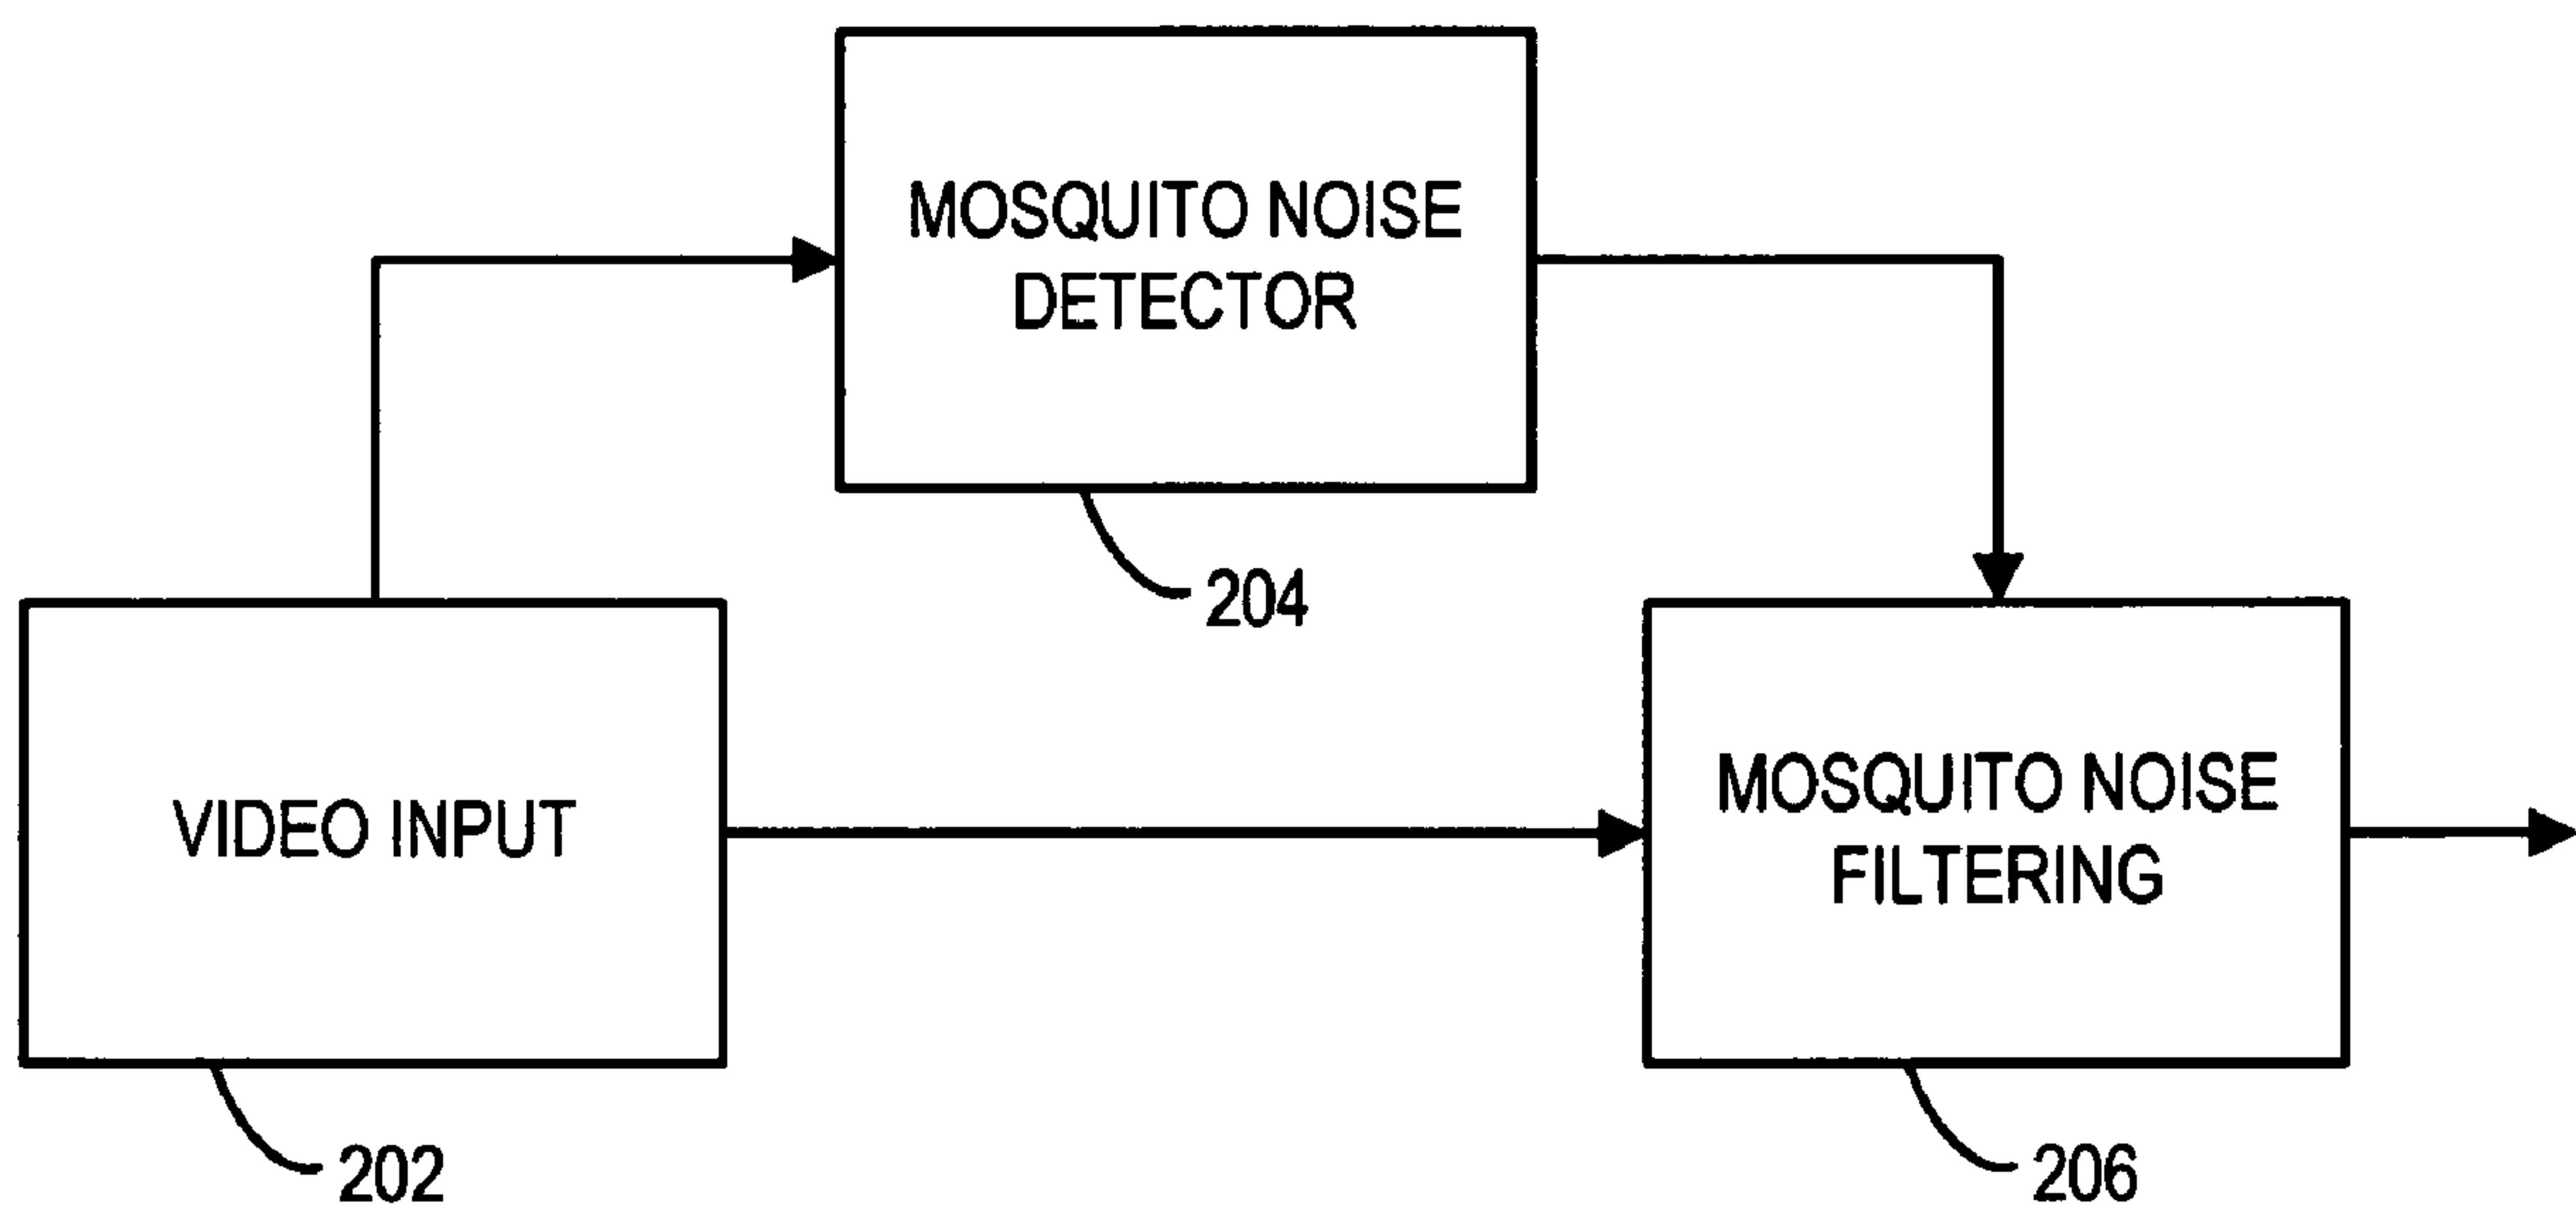 MOSQUITO NOISE
DETECTOR
204
VIDEO INPUT
202
MOSQUITO NOISE
FILTERING
206